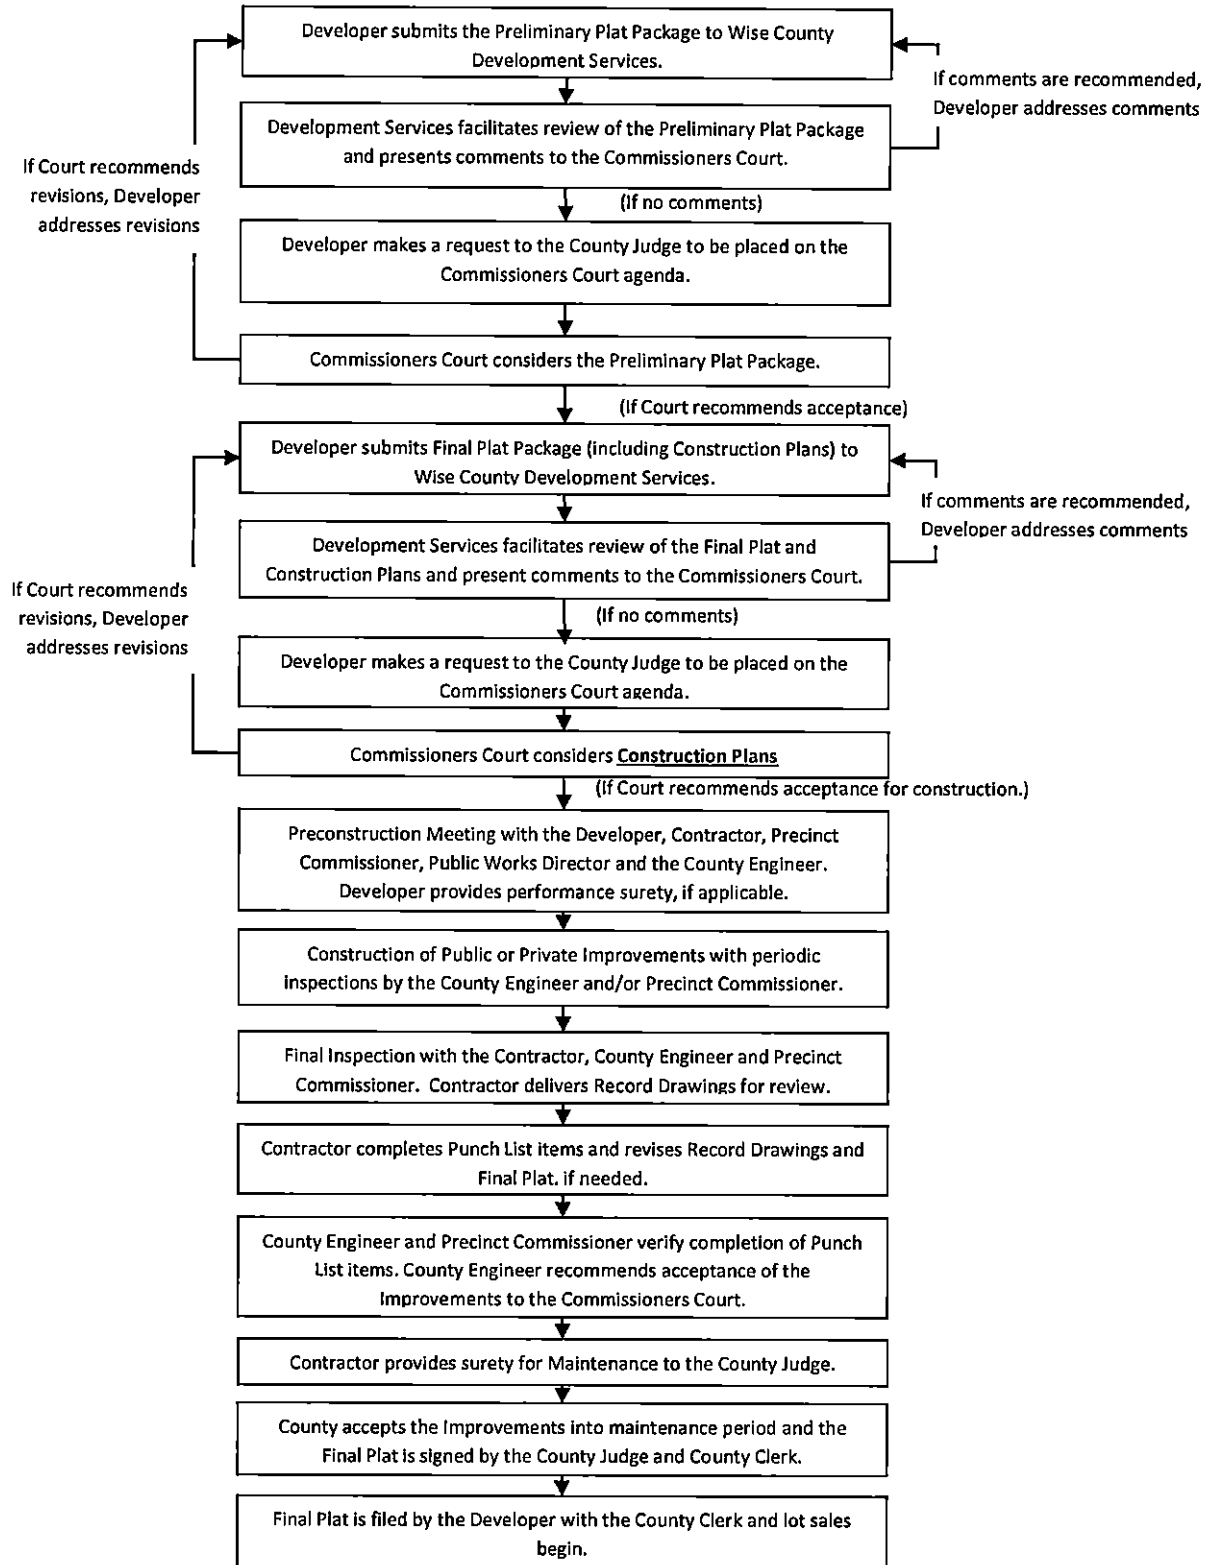 Developer submits the Preliminary Plat Package to Wise County
Development Services.
If comments are recommended,
Developer addresses comments
Development Services facilitates review of the Preliminary Plat Package
and presents comments to the Commissioners Court.
If Court recommends
revisions, Developer
addresses revisions
(If no comments)
Developer makes a request to the County Judge to be placed on the
Commissioners Court agenda.
Commissioners Court considers the Preliminary Plat Package.
(If Court recommends acceptance)
Developer submits Final Plat Package (including Construction Plans) to
Wise County Development Services.
If comments are recommended,
Developer addresses comments
Development Services facilitates review of the Final Plat and
Construction Plans and present comments to the Commissioners Court.
If Court recommends
revisions, Developer
addresses revisions
(If no comments)
Developer makes a request to the County Judge to be placed on the
Commissioners Court agenda.
Commissioners Court considers Construction Plans
(If Court recommends acceptance for construction.)
Preconstruction Meeting with the Developer, Contractor, Precinct
Commissioner, Public Works Director and the County Engineer.
Developer provides performance surety, if applicable.
Construction of Public or Private Improvements with periodic
inspections by the County Engineer and/or Precinct Commissioner.
Final Inspection with the Contractor, County Engineer and Precinct
Commissioner. Contractor delivers Record Drawings for review.
Contractor completes Punch List items and revises Record Drawings and
Final Plat, if needed.
County Engineer and Precinct Commissioner verify completion of Punch
List items. County Engineer recommends acceptance of the
Improvements to the Commissioners Court.
Contractor provides surety for Maintenance to the County Judge.
County accepts the Improvements into maintenance period and the
Final Plat is signed by the County Judge and County Clerk.
Final Plat is filed by the Developer with the County Clerk and lot sales
begin.